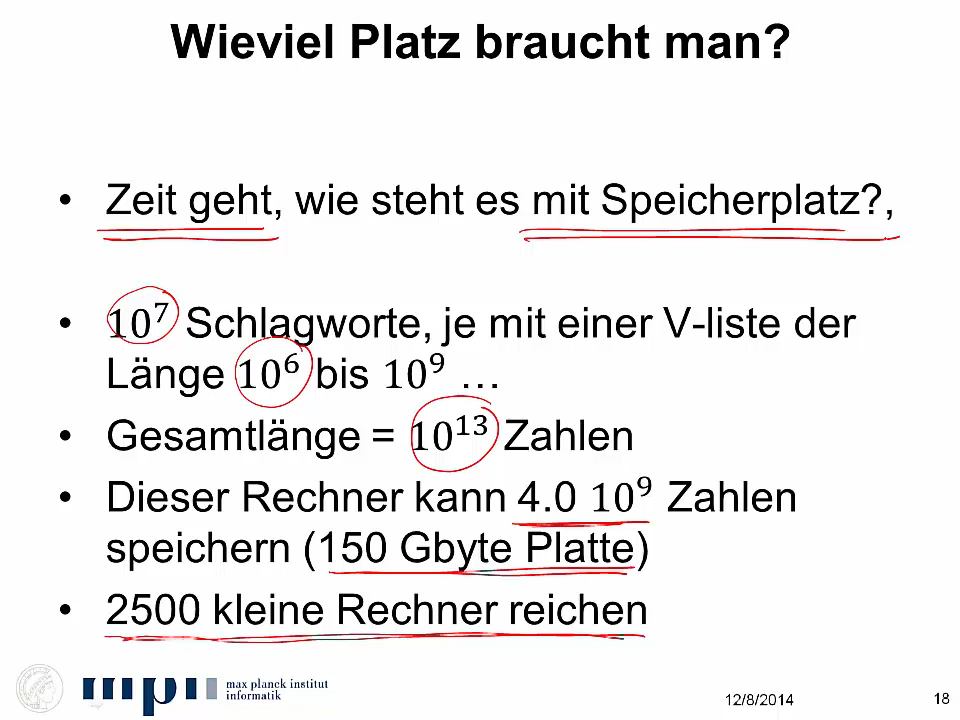 Wieviel Platz braucht man?
• Zeit geht, wie steht es mit Speicherplatz?,
• 10⁷ Schlagworte, je mit einer V-liste der
Länge 10⁶ bis 10⁹ …
• Gesamtlänge = 10¹³ Zahlen
• Dieser Rechner kann 4.0 10⁹ Zahlen
speichern (150 Gbyte Platte)
• 2500 kleine Rechner reichen
mpii max planck institut
informatik
12/8/2014
18